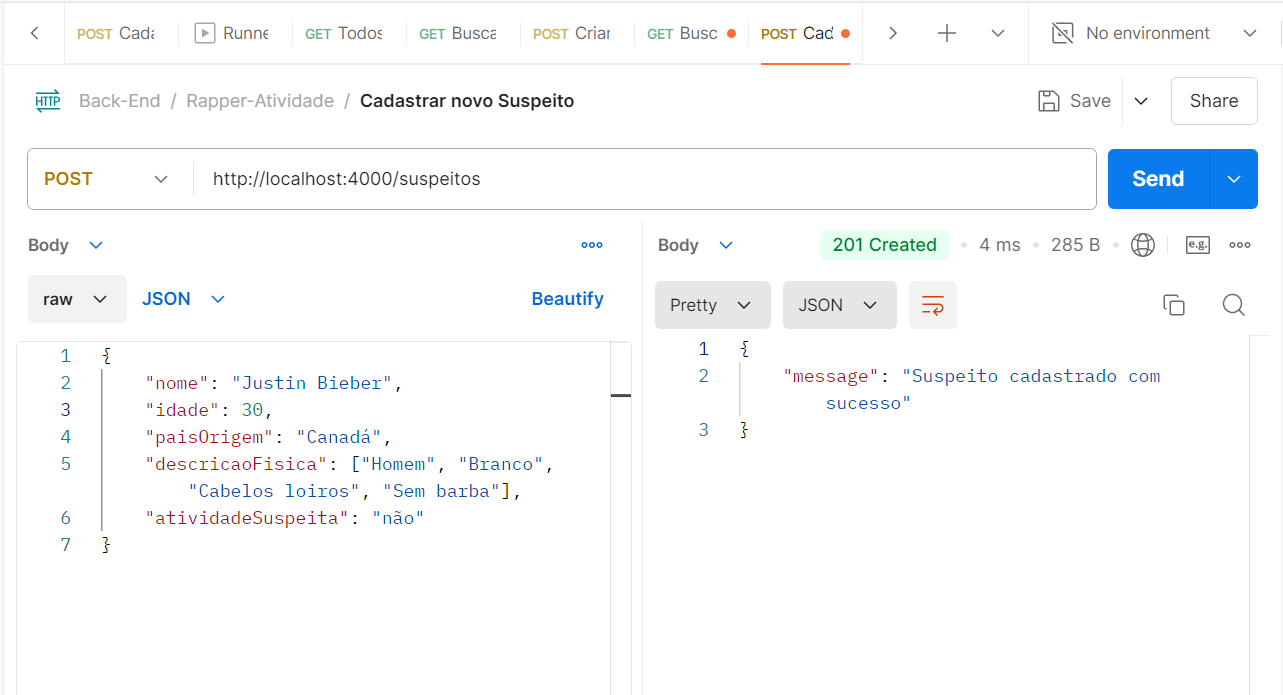 POST Cada
Runne
GET Todos
GET Busca
POST Criar
GET Busc
POST Cad
No environment
HTTP Back-End / Rapper-Atividade / Cadastrar novo Suspeito
Save
Share
POST
http://localhost:4000/suspeitos
Send
Body
raw
JSON
Beautify
1 {
2 "nome": "Justin Bieber",
3 "idade": 30,
4 "paisOrigem": "Canadá",
5 "descricaoFisica": ["Homem", "Branco",
"Cabelos loiros", "Sem barba"],
6 "atividadeSuspeita": "não"
7 }
Body
201 Created
4 ms
285 B
e.g.
Pretty
JSON
1 {
2 "message": "Suspeito cadastrado com
sucesso"
3 }